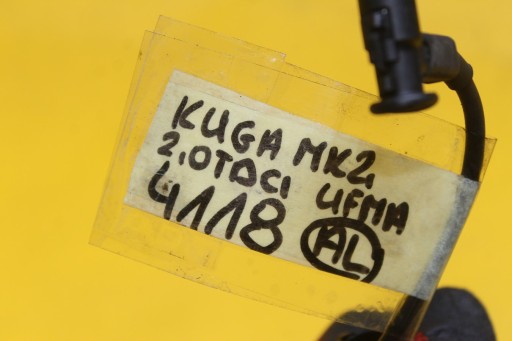 KUGA MK2
2.0TDCI UFMA
4118 AL